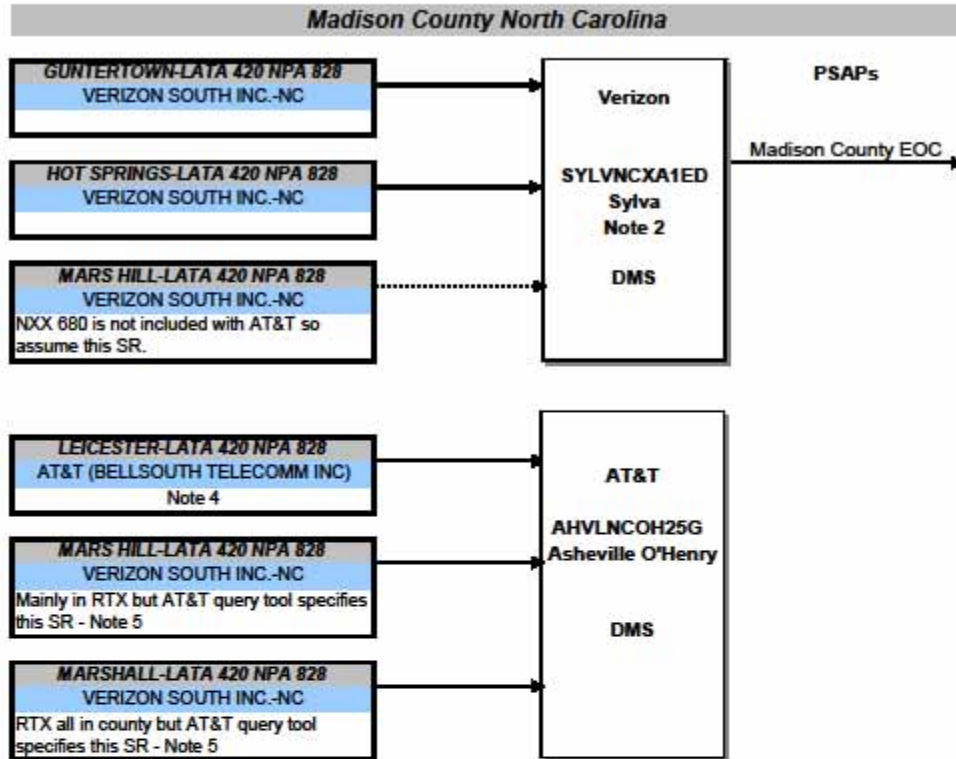 Madison County North Carolina
GUNTERTOWN-LATA 420 NPA 828
VERIZON SOUTH INC.-NC
HOT SPRINGS-LATA 420 NPA 828
VERIZON SOUTH INC.-NC
MARS HILL-LATA 420 NPA 828
VERIZON SOUTH INC.-NC
NXX 680 is not included with AT&T so
assume this SR.
Verizon
SYLVNCXA1ED
Sylva
Note 2
DMS
PSAPs
Madison County EOC
LEICESTER-LATA 420 NPA 828
AT&T (BELLSOUTH TELECOMM INC)
Note 4
MARS HILL-LATA 420 NPA 828
VERIZON SOUTH INC.-NC
Mainly in RTX but AT&T query tool specifies
this SR - Note 5
MARSHALL-LATA 420 NPA 828
VERIZON SOUTH INC.-NC
RTX all in county but AT&T query tool
specifies this SR - Note 5
AT&T
AHVLNCOH25G
Asheville O'Henry
DMS